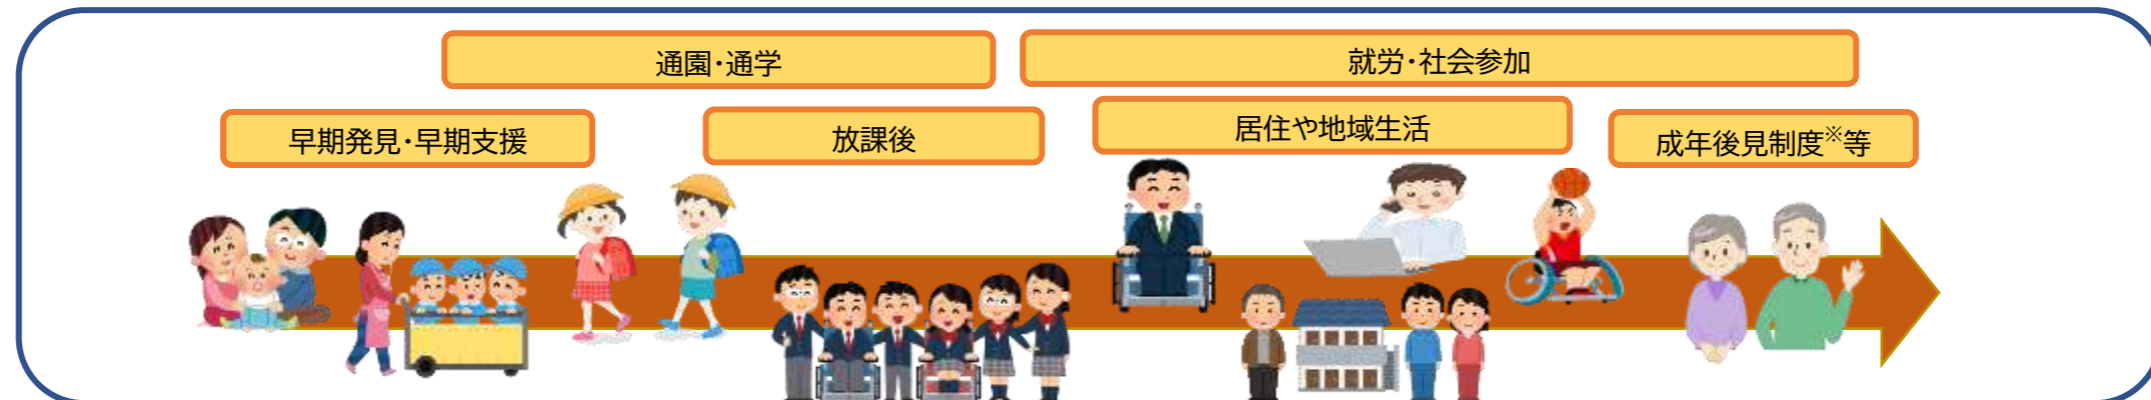 通園・通学
就労・社会参加
早期発見・早期支援
放課後
居住や地域生活
成年後見制度※等